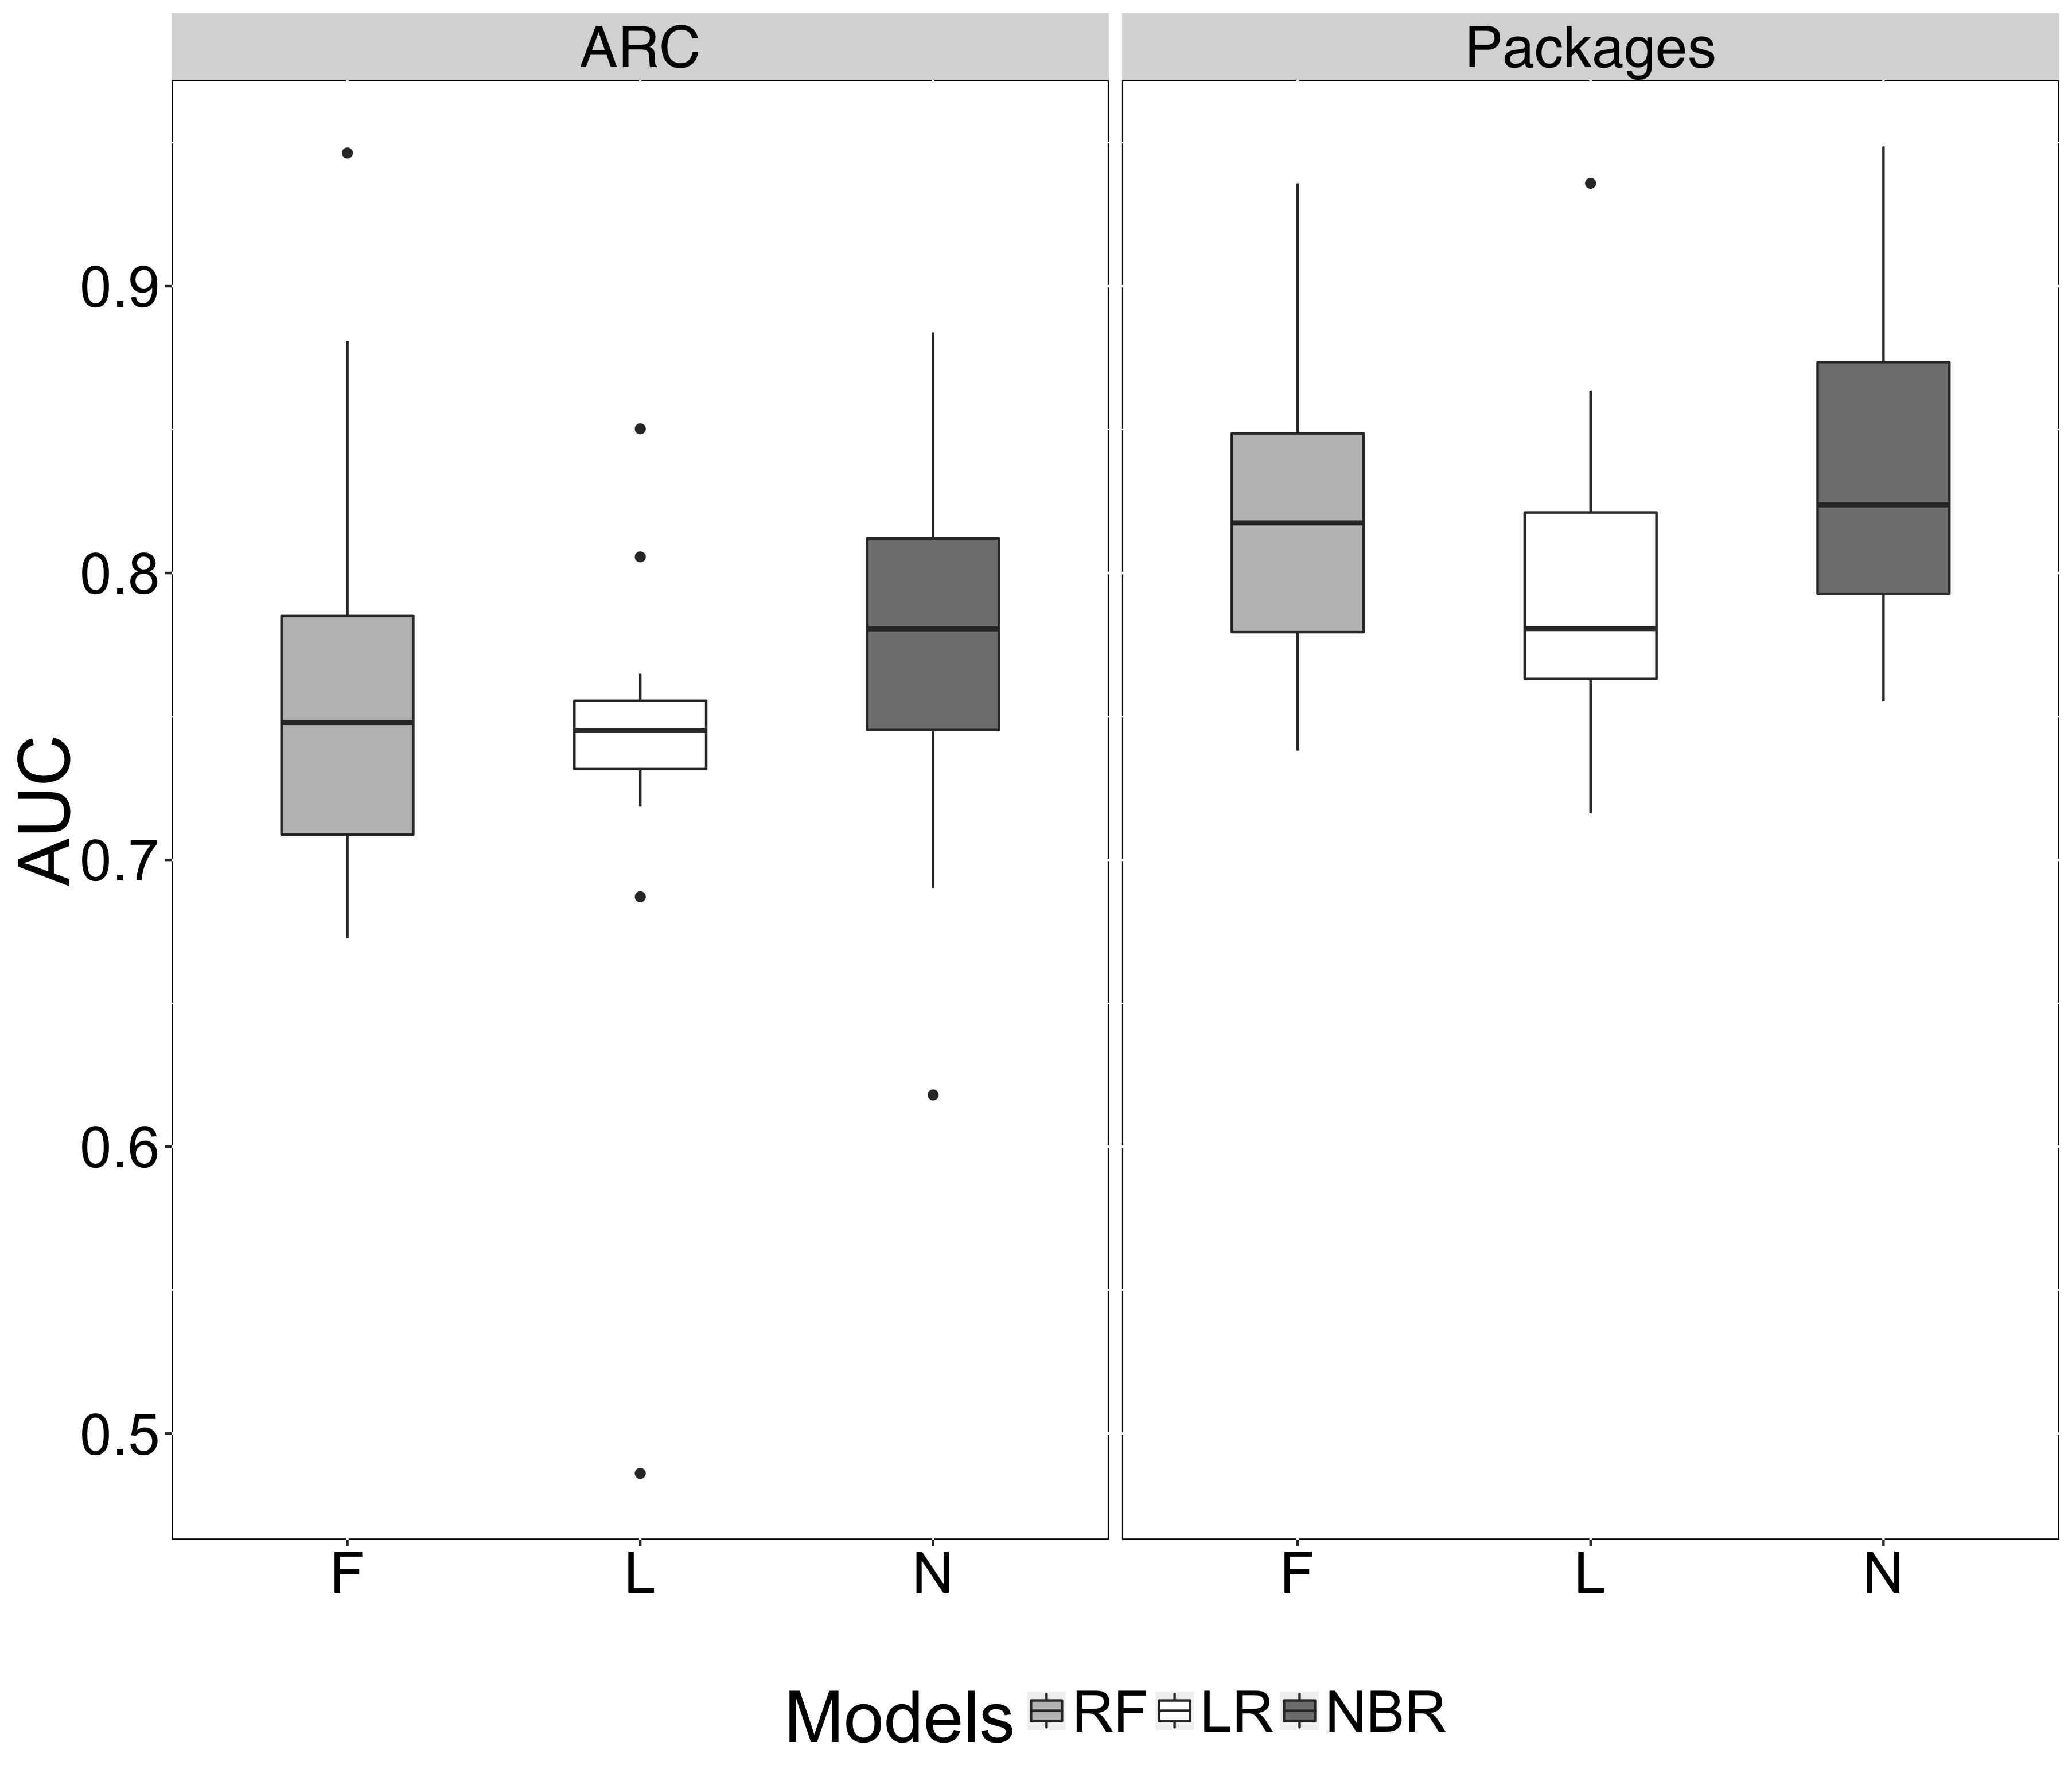 ARC Packages
AUC
0.9
0.8
0.7
0.6
0.5
F L N F L N
Models RF LR NBR